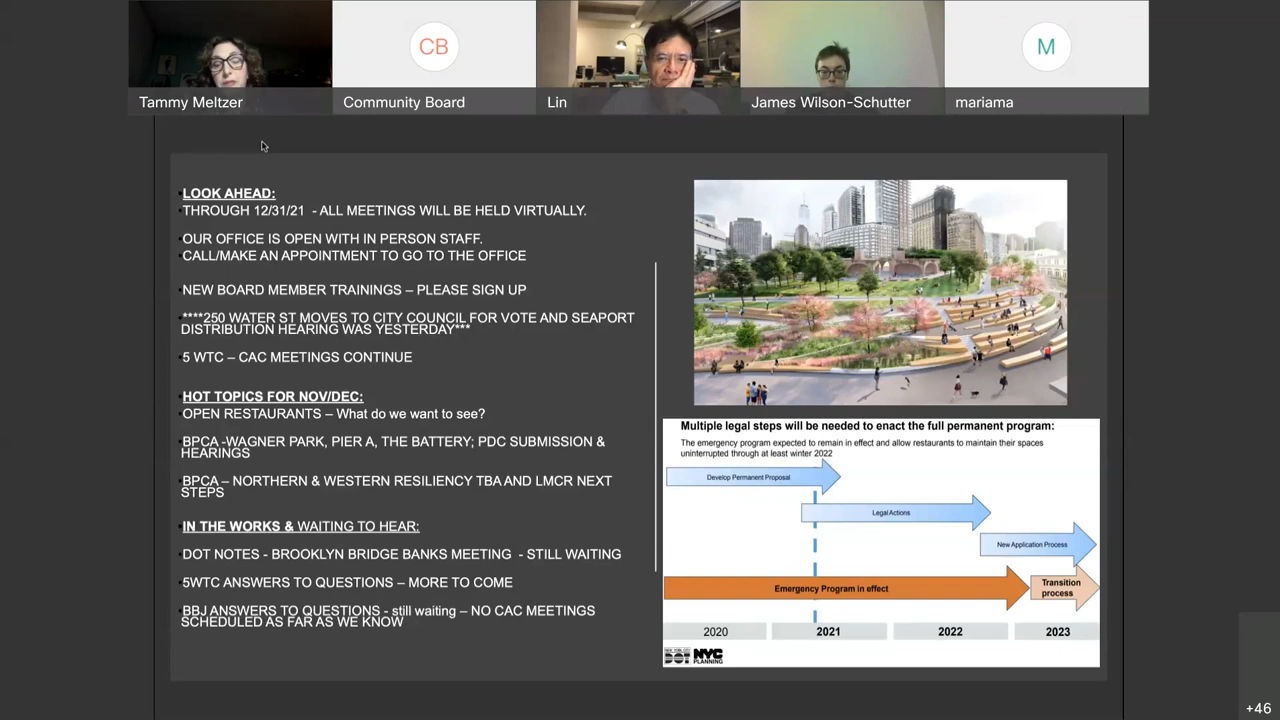 CB
M
Tammy Meltzer
Community Board
Lin
James Wilson-Schutter
mariama
•LOOK AHEAD:
•THROUGH 12/31/21 - ALL MEETINGS WILL BE HELD VIRTUALLY.
•OUR OFFICE IS OPEN WITH IN PERSON STAFF.
•CALL/MAKE AN APPOINTMENT TO GO TO THE OFFICE
•NEW BOARD MEMBER TRAININGS – PLEASE SIGN UP
•****250 WATER ST MOVES TO CITY COUNCIL FOR VOTE AND SEAPORT
DISTRIBUTION HEARING WAS YESTERDAY***
•5 WTC – CAC MEETINGS CONTINUE
•HOT TOPICS FOR NOV/DEC:
•OPEN RESTAURANTS – What do we want to see?
•BPCA -WAGNER PARK, PIER A, THE BATTERY; PDC SUBMISSION &
HEARINGS
•BPCA – NORTHERN & WESTERN RESILIENCY TBA AND LMCR NEXT
STEPS
•IN THE WORKS & WAITING TO HEAR:
•DOT NOTES - BROOKLYN BRIDGE BANKS MEETING - STILL WAITING
•5WTC ANSWERS TO QUESTIONS – MORE TO COME
•BBJ ANSWERS TO QUESTIONS - still waiting – NO CAC MEETINGS
SCHEDULED AS FAR AS WE KNOW
Multiple legal steps will be needed to enact the full permanent program:
The emergency program expected to remain in effect and allow restaurants to maintain their spaces
uninterrupted through at least winter 2022
Develop Permanent Proposal
Legal Actions
New Application Process
Emergency Program in effect
Transition
process
2020
2021
2022
2023
NEW YORK CITY
DOT
NYC
PLANNING
+46